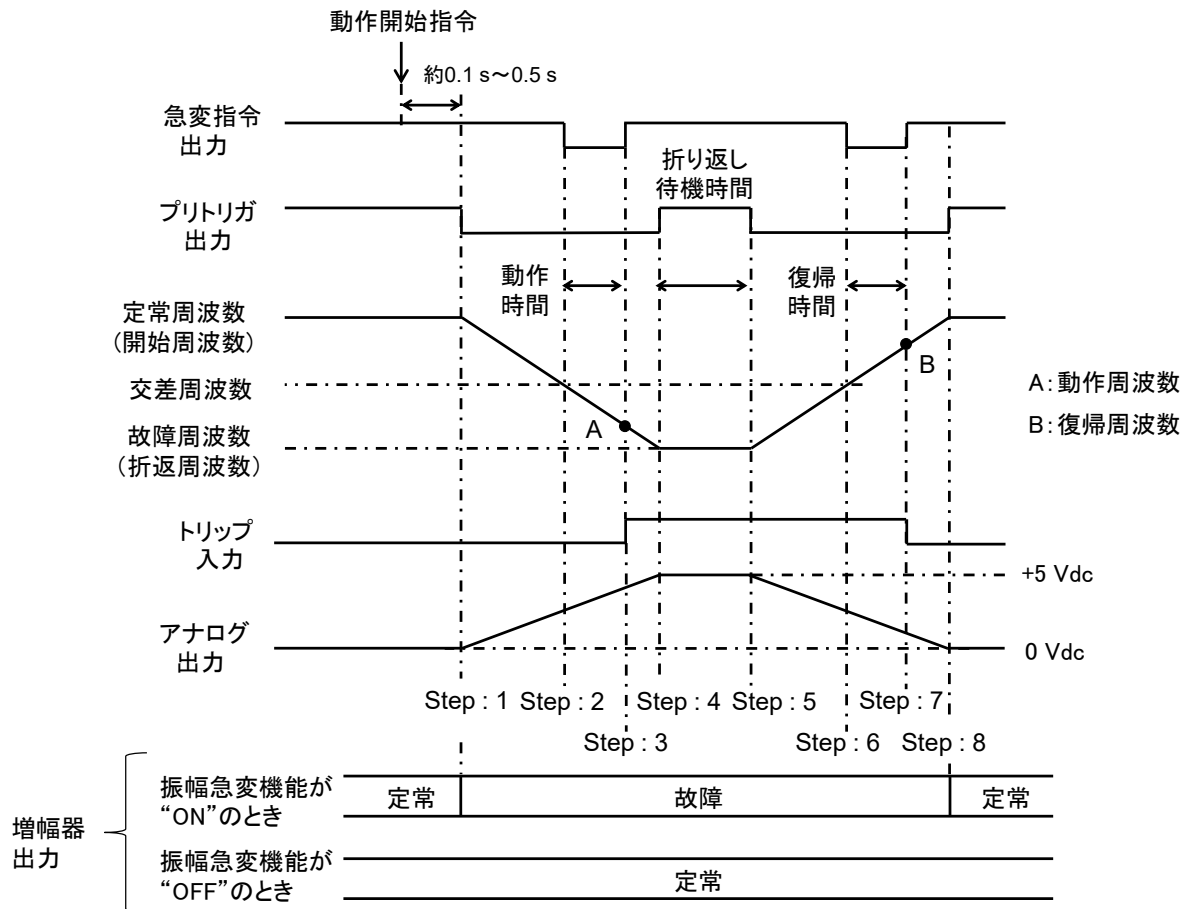 動作開始指令
約0.1 s～0.5 s
急変指令
出力
折り返し
待機時間
プリトリガ
出力
動作
時間
復帰
時間
定常周波数
（開始周波数）
B
交差周波数
A：動作周波数
A
B：復帰周波数
故障周波数
（折返周波数）
トリップ
入力
+5 Vdc
アナログ
出力
0 Vdc
Step : 1 Step : 2 Step : 4 Step : 5 Step : 7
Step : 3 Step : 6 Step : 8
振幅急変機能が
“ON”のとき
定常 故障 定常
増幅器
出力
振幅急変機能が
“OFF”のとき
定常